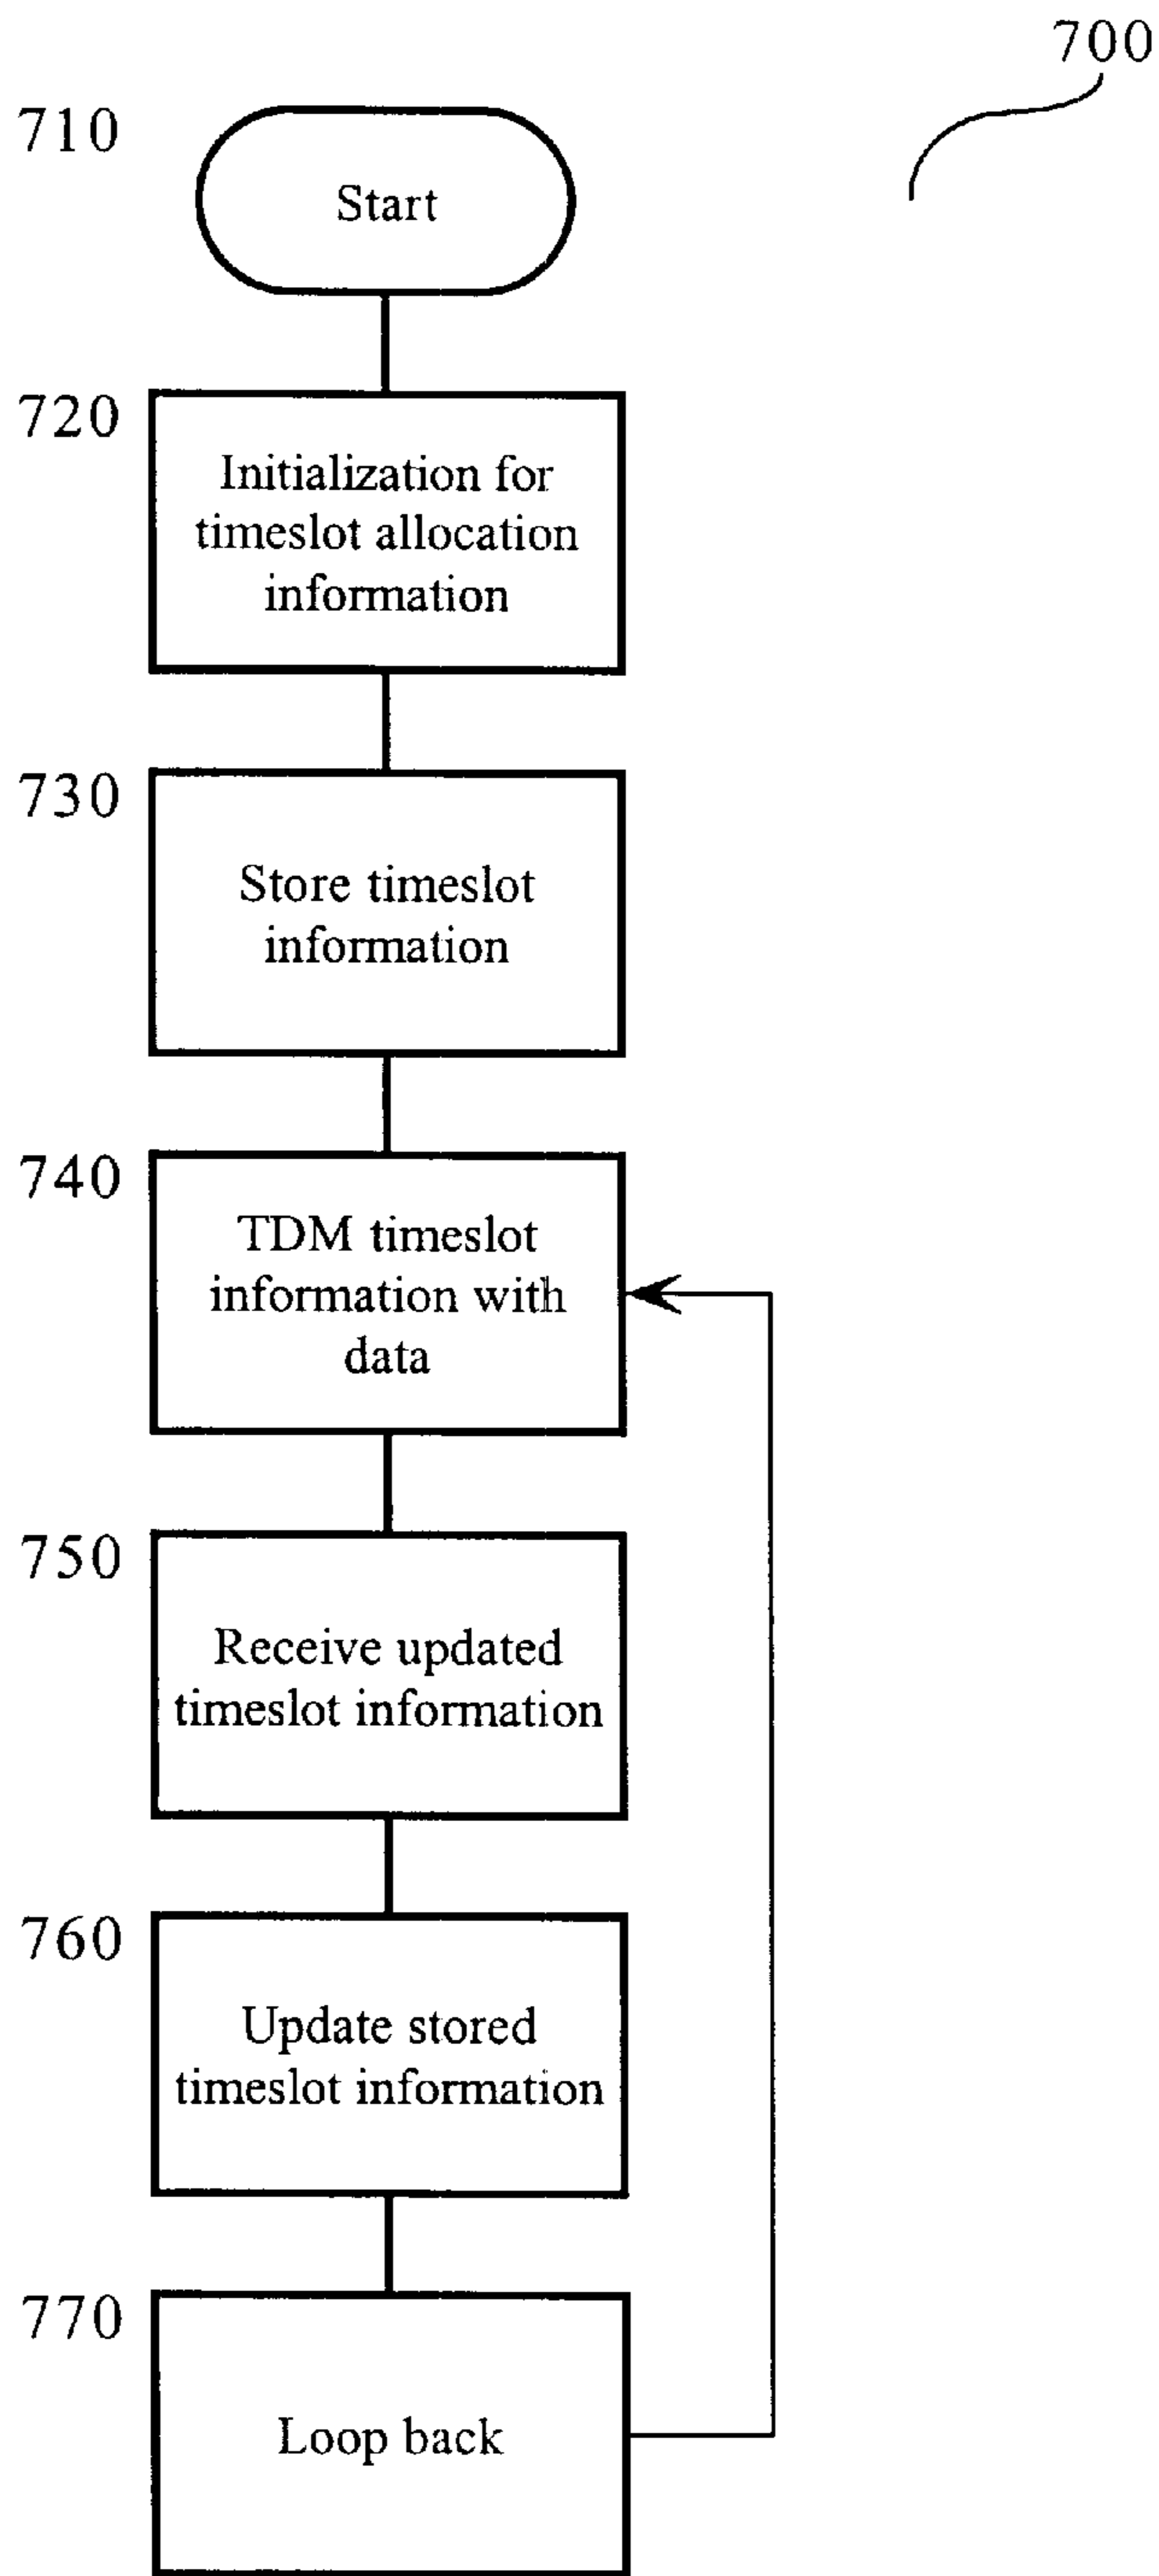 700
710
Start
720
Initialization for
timeslot allocation
information
730
Store timeslot
information
740
TDM timeslot
information with
data
750
Receive updated
timeslot information
760
Update stored
timeslot information
770
Loop back